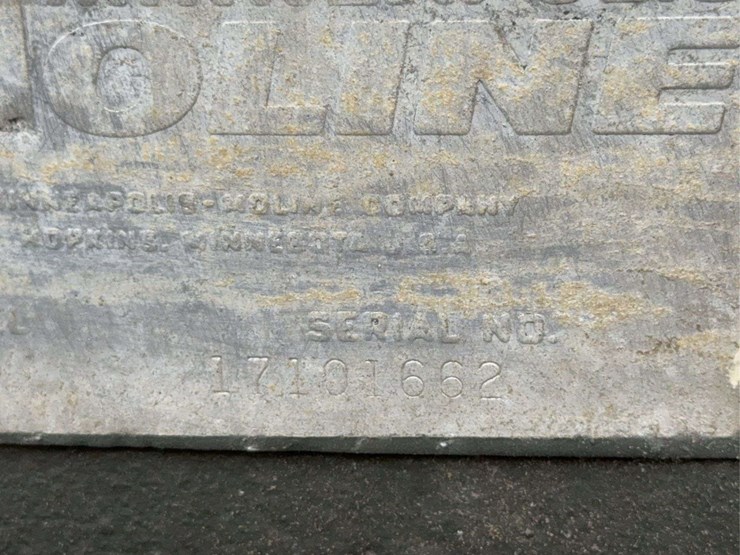 OLINE
MINNEAPOLIS-MOLINE COMPANY
HOPKINS, MINNESOTA, U.S.A.
SERIAL NO.
17101662